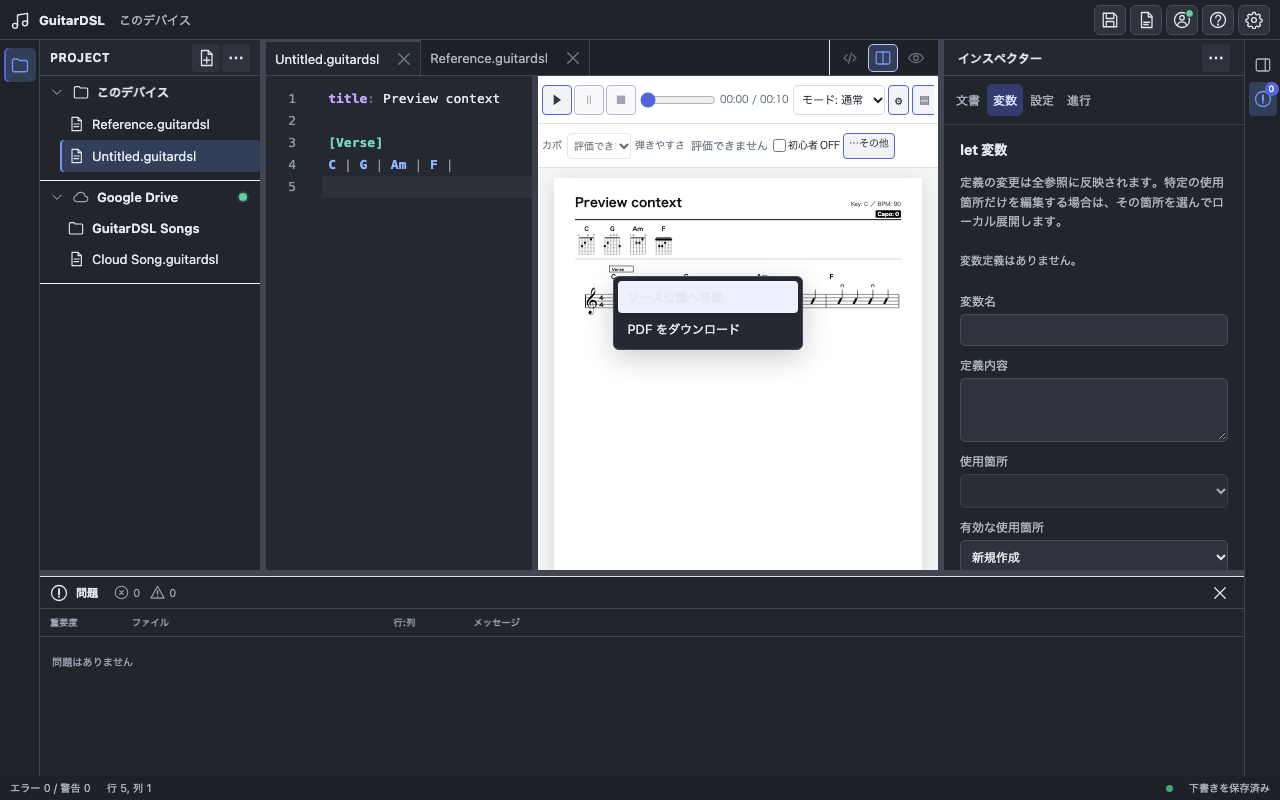 GuitarDSL このデバイス
PROJECT
このデバイス
Reference.guitardsl
Untitled.guitardsl
Google Drive
GuitarDSL Songs
Cloud Song.guitardsl
Untitled.guitardsl
Reference.guitardsl
1 title: Preview context
2
3 [Verse]
4 C | G | Am | F |
5
00:00 / 00:10 モード: 通常
カポ 評価でき: 弾きやすさ 評価できません 初心者 OFF …その他
Preview context
Key: C / BPM: 90
Capo: 0
C G Am F
Verse
F
ソース位置へ移動
PDF をダウンロード
インスペクター
文書 変数 設定 進行
let 変数
定義の変更は全参照に反映されます。特定の使用
箇所だけを編集する場合は、その箇所を選んでロ
ーカル展開します。
変数定義はありません。
変数名
定義内容
使用箇所
有効な使用箇所
新規作成
0
問題 0 0
重要度 ファイル 行:列 メッセージ
問題はありません
エラー 0 / 警告 0 行 5, 列 1
下書きを保存済み